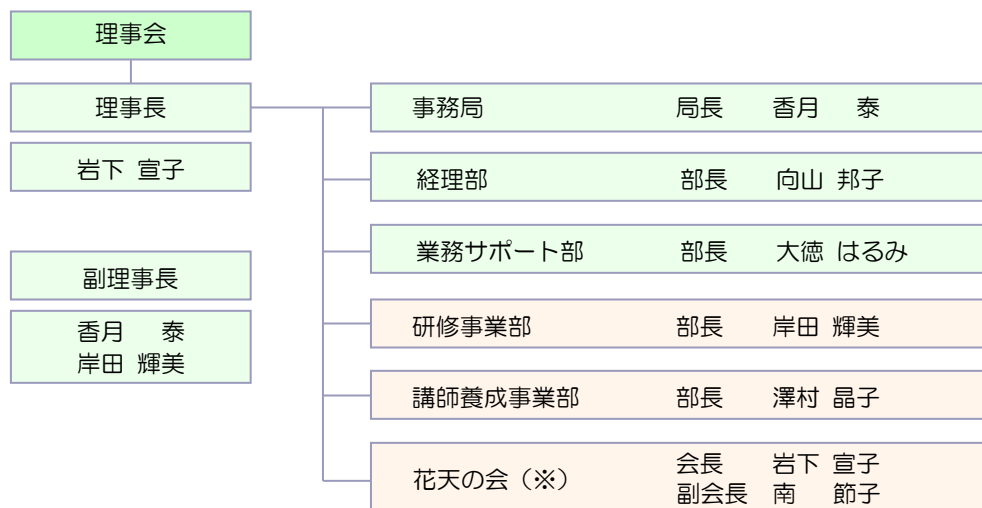 理事会
理事長
岩下 宣子
副理事長
香月 泰
岸田 輝美
事務局 局長 香月 泰
経理部 部長 向山 邦子
業務サポート部 部長 大徳 はるみ
研修事業部 部長 岸田 輝美
講師養成事業部 部長 澤村 晶子
花天の会（※） 会長 岩下 宣子
副会長 南 節子